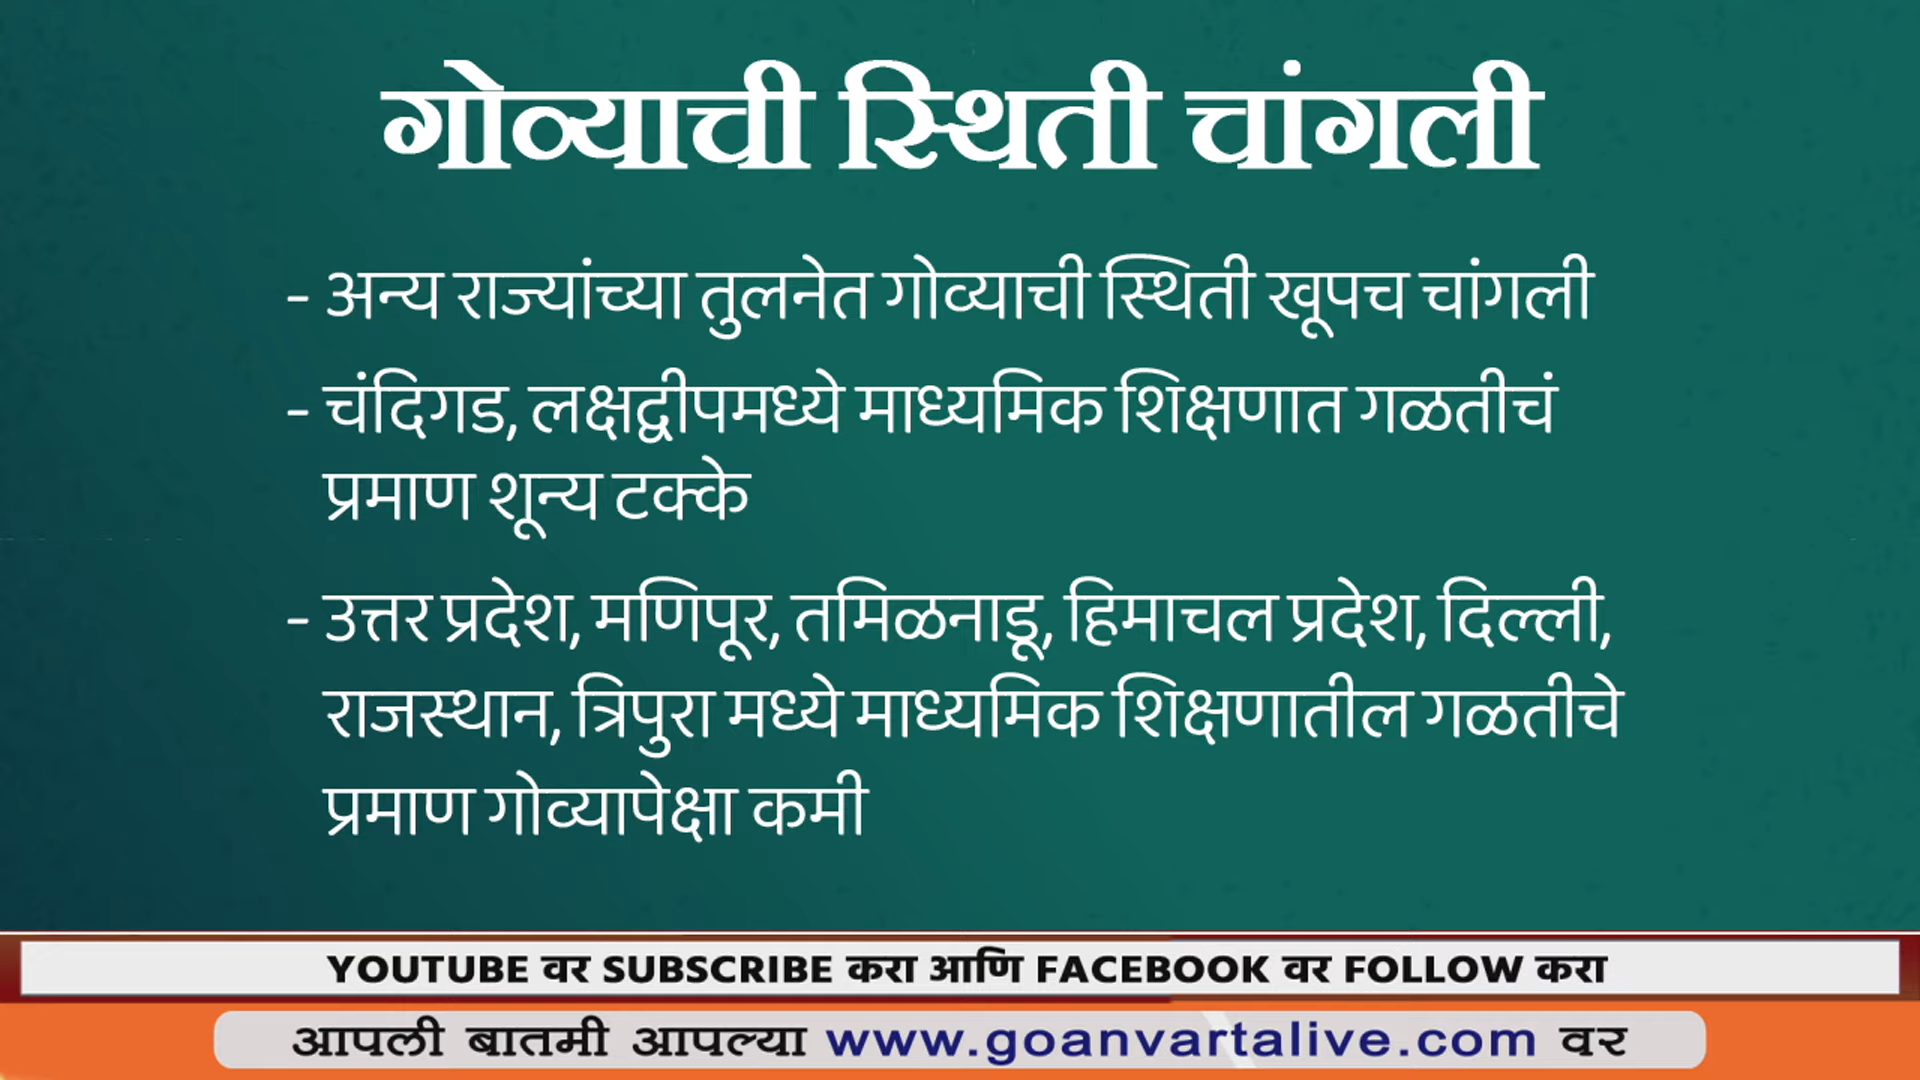 गोव्याची स्थिती चांगली
- अन्य राज्यांच्या तुलनेत गोव्याची स्थिती खूपच चांगली
- चंदिगड, लक्षद्वीपमध्ये माध्यमिक शिक्षणात गळतीचं
प्रमाण शून्य टक्के
- उत्तर प्रदेश, मणिपूर, तमिळनाडू, हिमाचल प्रदेश, दिल्ली,
राजस्थान, त्रिपुरा मध्ये माध्यमिक शिक्षणातील गळतीचे
प्रमाण गोव्यापेक्षा कमी
YOUTUBE वर SUBSCRIBE करा आणि FACEBOOK वर FOLLOW करा
आपली बातमी आपल्या www.goanvartalive.com वर